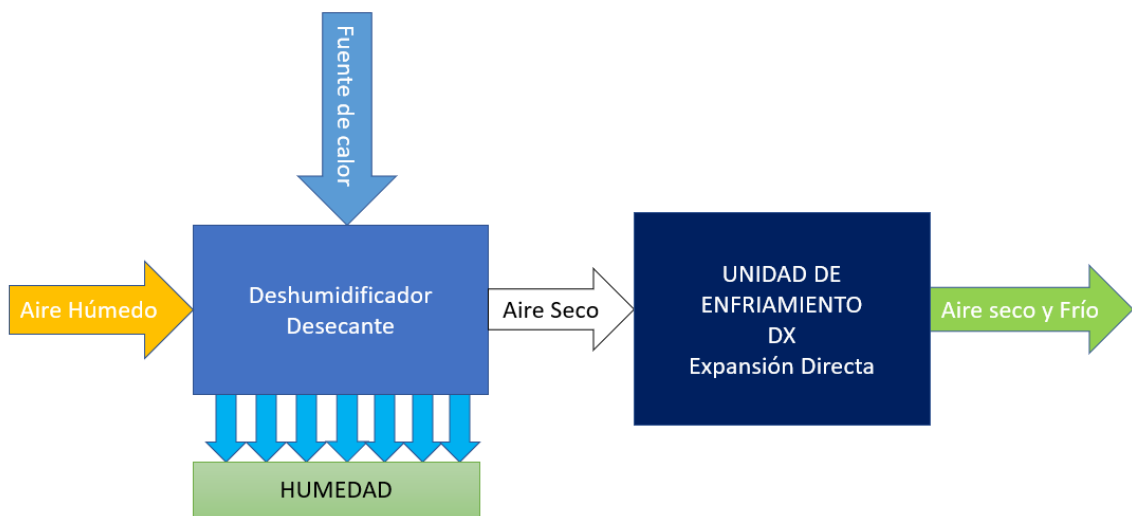 Fuente de calor
Aire Húmedo
Deshumidificador
Desecante
Aire Seco
UNIDAD DE
ENFRIAMIENTO
DX
Expansión Directa
Aire seco y Frío
HUMEDAD